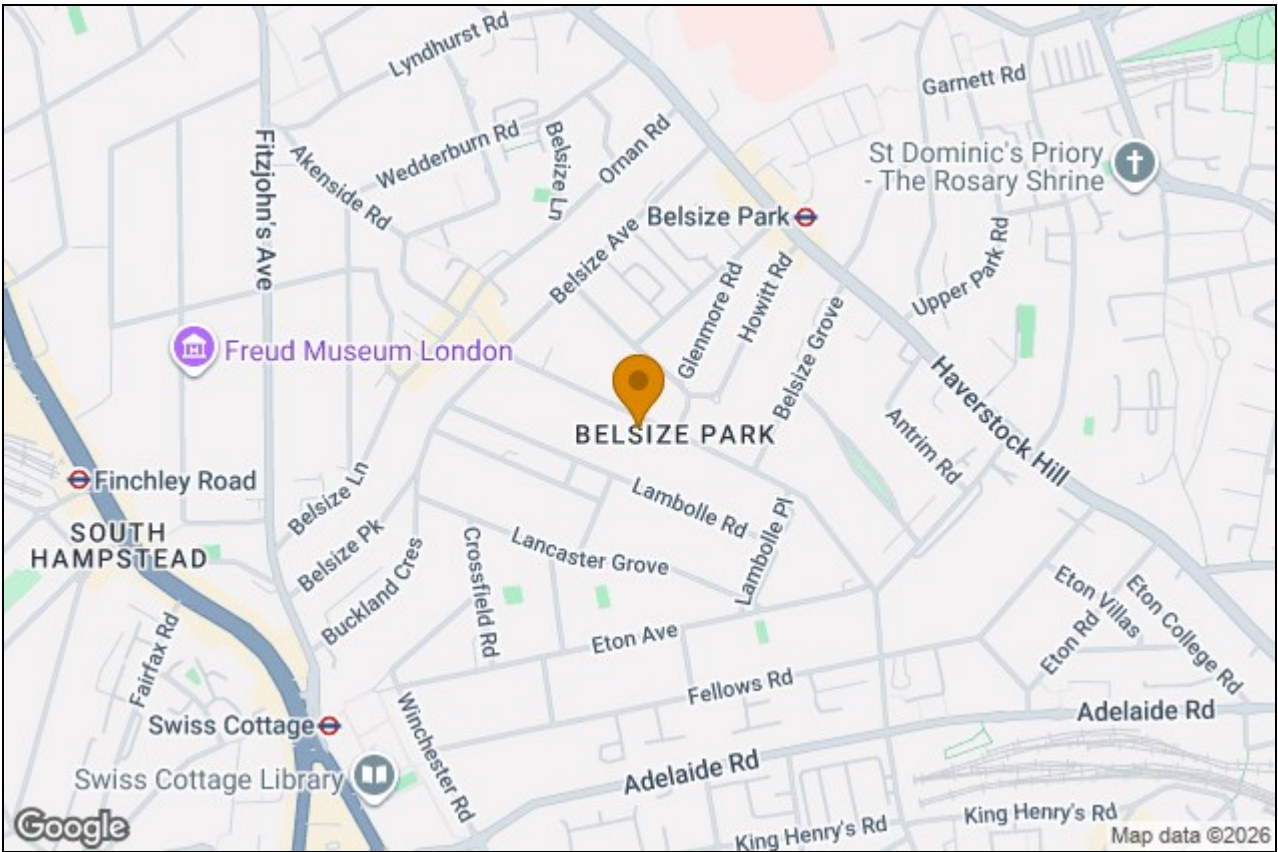 Lyndhurst Rd
Garnett Rd
Fitzjohn's Ave
Akenside Rd
Wedderburn Rd
Belsize Ln
Ornan Rd
St Dominic's Priory
- The Rosary Shrine
Belsize Park
Belsize Ave
Upper Park Rd
Glenmore Rd
Howitt Rd
Belsize Grove
Freud Museum London
Haverstock Hill
BELSIZE PARK
Antrim Rd
Finchley Road
Belsize Ln
Lambolle Rd
SOUTH
HAMPSTEAD
Belsize Pk
Buckland Cres
Crossfield Rd
Lancaster Grove
Lambolle Pl
Eton Villas
Eton College Rd
Eton Rd
Fairfax Rd
Eton Ave
Fellows Rd
Adelaide Rd
Swiss Cottage
Winchester Rd
Swiss Cottage Library
Adelaide Rd
King Henry's Rd
King Henry's Rd
Google
Map data ©2026